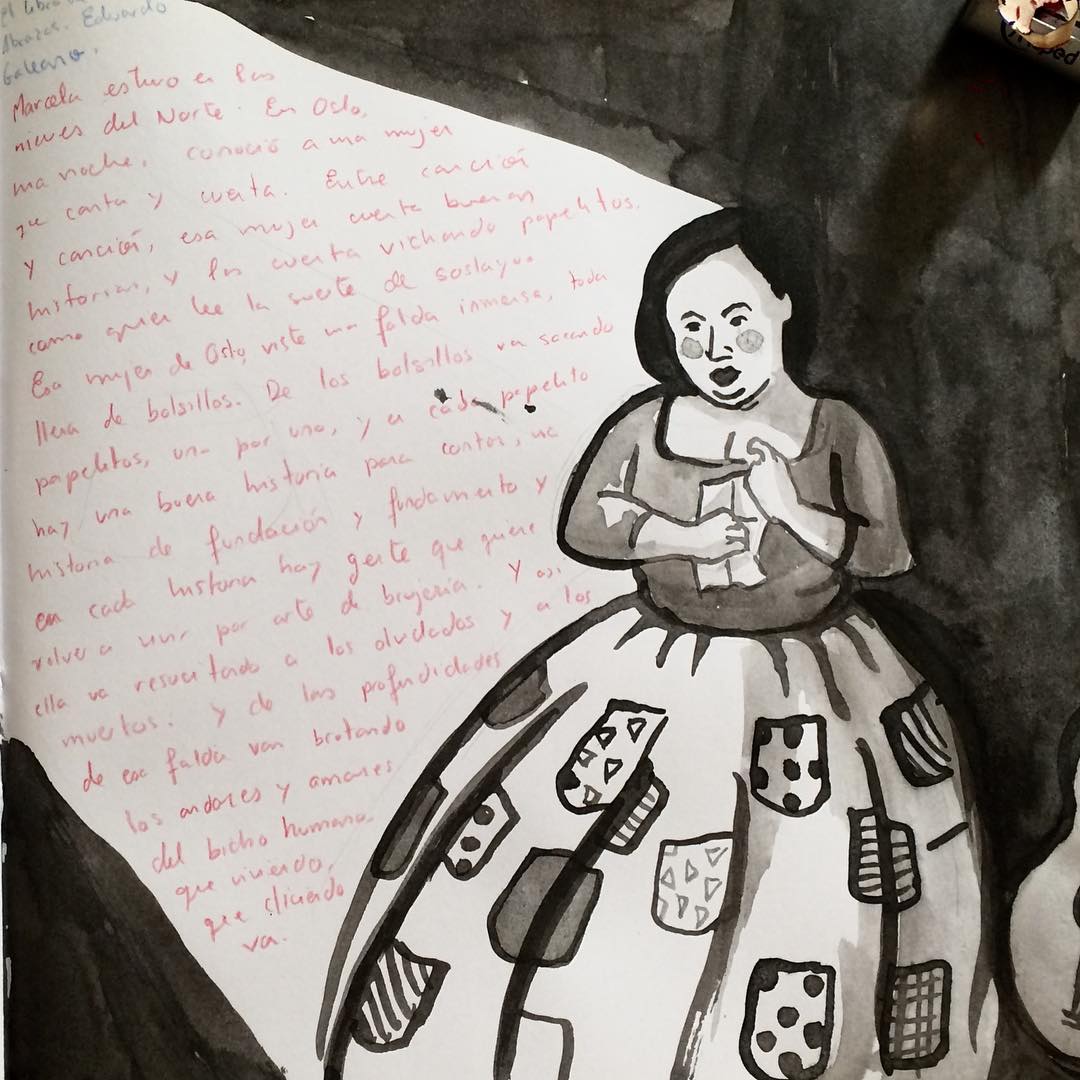 El libro de
Abrazos. Eduardo
Galeano.
Marcela estuvo en las
nieves del Norte. En Oslo,
una noche, conoció a una mujer
que canta y cuenta. Entre canción
y canción, esa mujer cuenta buenas
historias, y las cuenta vichando papelitos,
como quien lee la suerte de soslayo.
Esa mujer de Oslo, viste una falda inmensa, toda
llena de bolsillos. De los bolsillos va sacando
papelitos, uno por uno, y en cada papelito
hay una buena historia para contar, una
historia de fundación y fundamento y
en cada historia hay gente que quiere
volver a vivir por arte de brujería. Y así
ella va resucitando a los olvidados y a los
muertos: y de las profundidades
de esa falda van brotando
los andares y amares
del bicho humano,
que viviendo,
que diciendo
va.